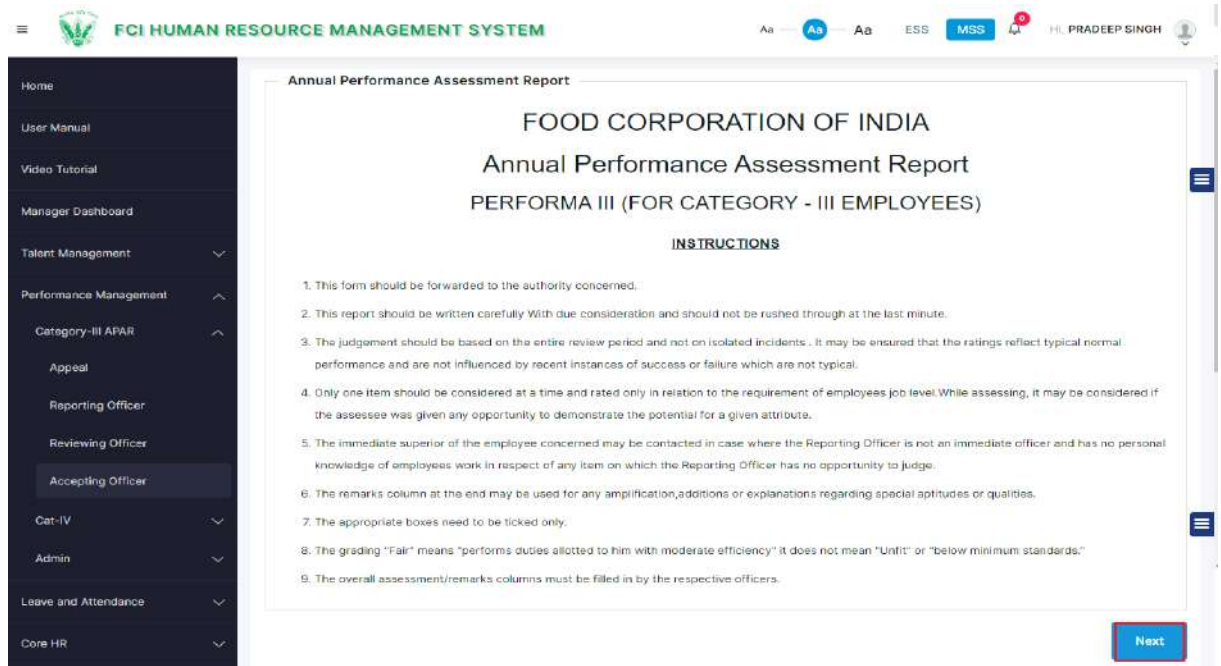 FCI HUMAN RESOURCE MANAGEMENT SYSTEM
Aa Aa Aa ESS MSS 0 HI, PRADEEP SINGH
Home
User Manual
Video Tutorial
Manager Dashboard
Talent Management
Performance Management
Category-III APAR
Appeal
Reporting Officer
Reviewing Officer
Accepting Officer
Cat-IV
Admin
Leave and Attendance
Core HR
Annual Performance Assessment Report
FOOD CORPORATION OF INDIA
Annual Performance Assessment Report
PERFORMA III (FOR CATEGORY - III EMPLOYEES)
INSTRUCTIONS
1. This form should be forwarded to the authority concerned.
2. This report should be written carefully With due consideration and should not be rushed through at the last minute.
3. The judgement should be based on the entire review period and not on isolated incidents . It may be ensured that the ratings reflect typical normal
performance and are not influenced by recent instances of success or failure which are not typical.
4. Only one item should be considered at a time and rated only in relation to the requirement of employees job level.While assessing, it may be considered if
the assessee was given any opportunity to demonstrate the potential for a given attribute.
5. The immediate superior of the employee concerned may be contacted in case where the Reporting Officer is not an immediate officer and has no personal
knowledge of employees work in respect of any item on which the Reporting Officer has no opportunity to judge.
6. The remarks column at the end may be used for any amplification,additions or explanations regarding special aptitudes or qualities.
7. The appropriate boxes need to be ticked only.
8. The grading "Fair" means "performs duties allotted to him with moderate efficiency" it does not mean "Unfit" or "below minimum standards."
9. The overall assessment/remarks columns must be filled in by the respective officers.
Next